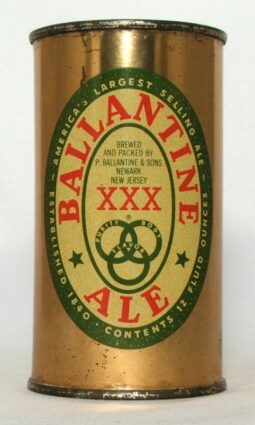 AMERICA'S LARGEST SELLING ALE
BALLANTINE
BREWED
AND PACKED BY
P. BALLANTINE & SONS
NEWARK
NEW JERSEY
XXX
®
PURITY BODY
FLAVOR
ALE
ESTABLISHED 1840 · CONTENTS 12 FLUID OUNCES